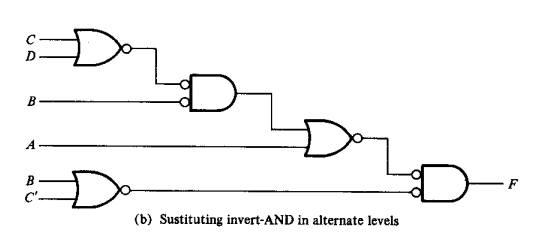 C
D
B
A
B
C'
F
(b) Sustituting invert-AND in alternate levels